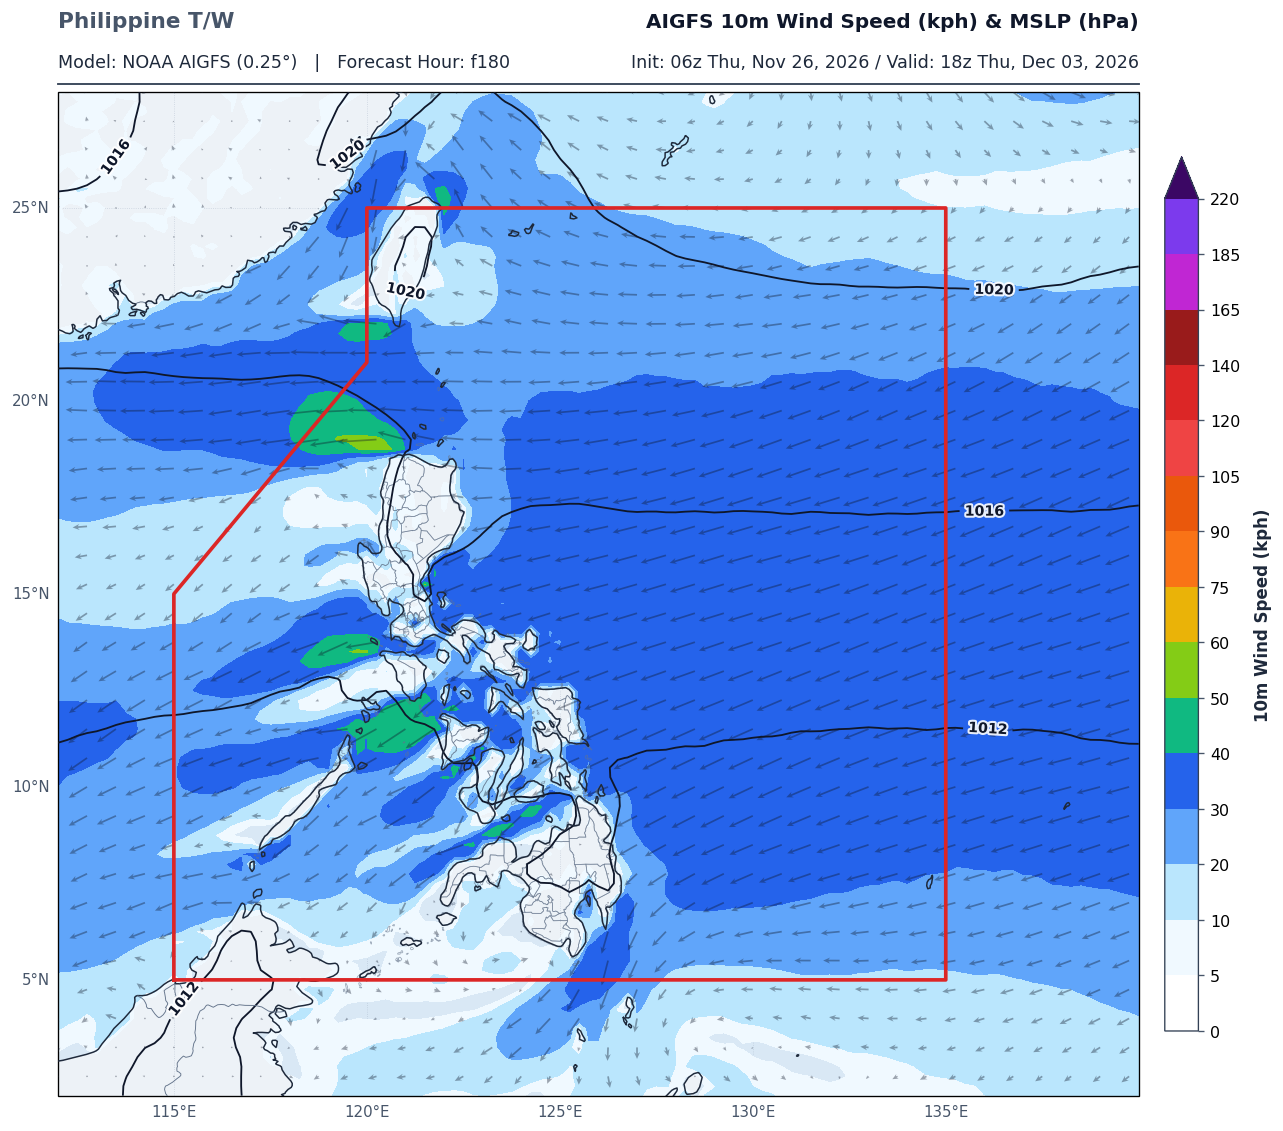 Philippine T/W
AIGFS 10m Wind Speed (kph) & MSLP (hPa)
Model: NOAA AIGFS (0.25°)   |   Forecast Hour: f180
Init: 06z Thu, Nov 26, 2026 / Valid: 18z Thu, Dec 03, 2026
1016
1020
1020
1020
1016
1012
1012
25°N
20°N
15°N
10°N
5°N
115°E
120°E
125°E
130°E
135°E
220
185
165
140
120
105
90
75
60
50
40
30
20
10
5
0
10m Wind Speed (kph)